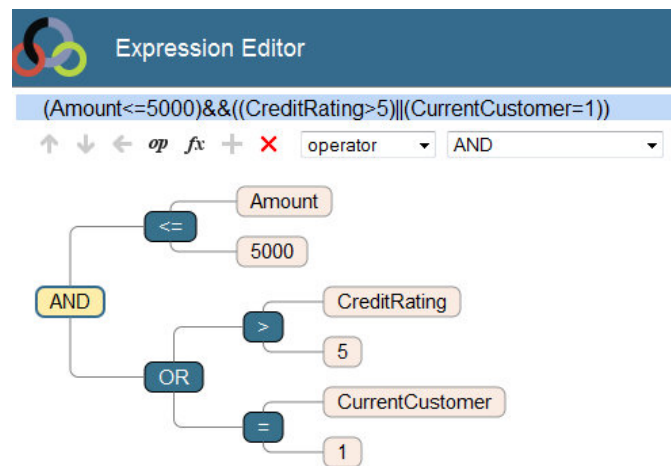 Expression Editor
(Amount<=5000)&&((CreditRating>5)||(CurrentCustomer=1))
op fx operator AND
Amount
<=
5000
AND
CreditRating
>
5
OR
CurrentCustomer
=
1